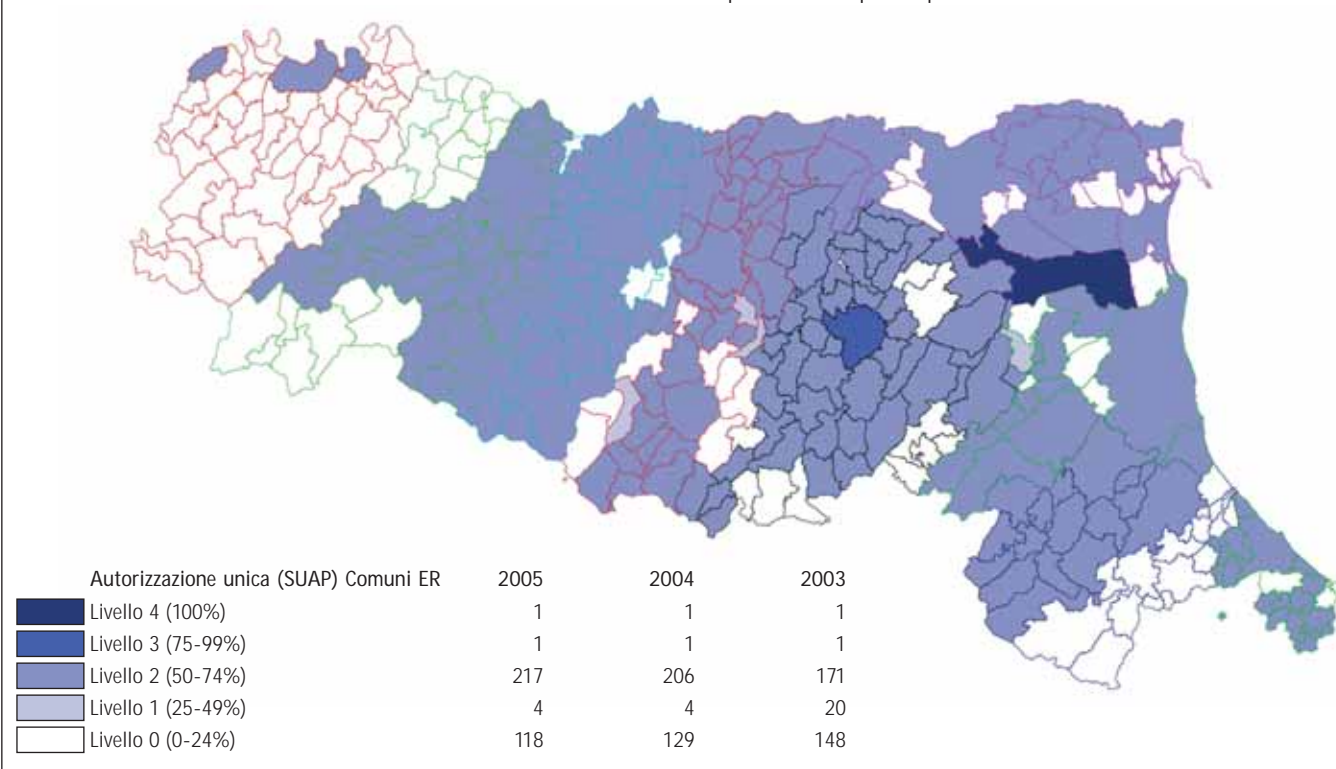 Autorizzazione unica (SUAP) Comuni ER 2005 2004 2003
Livello 4 (100%) 1 1 1
Livello 3 (75-99%) 1 1 1
Livello 2 (50-74%) 217 206 171
Livello 1 (25-49%) 4 4 20
Livello 0 (0-24%) 118 129 148